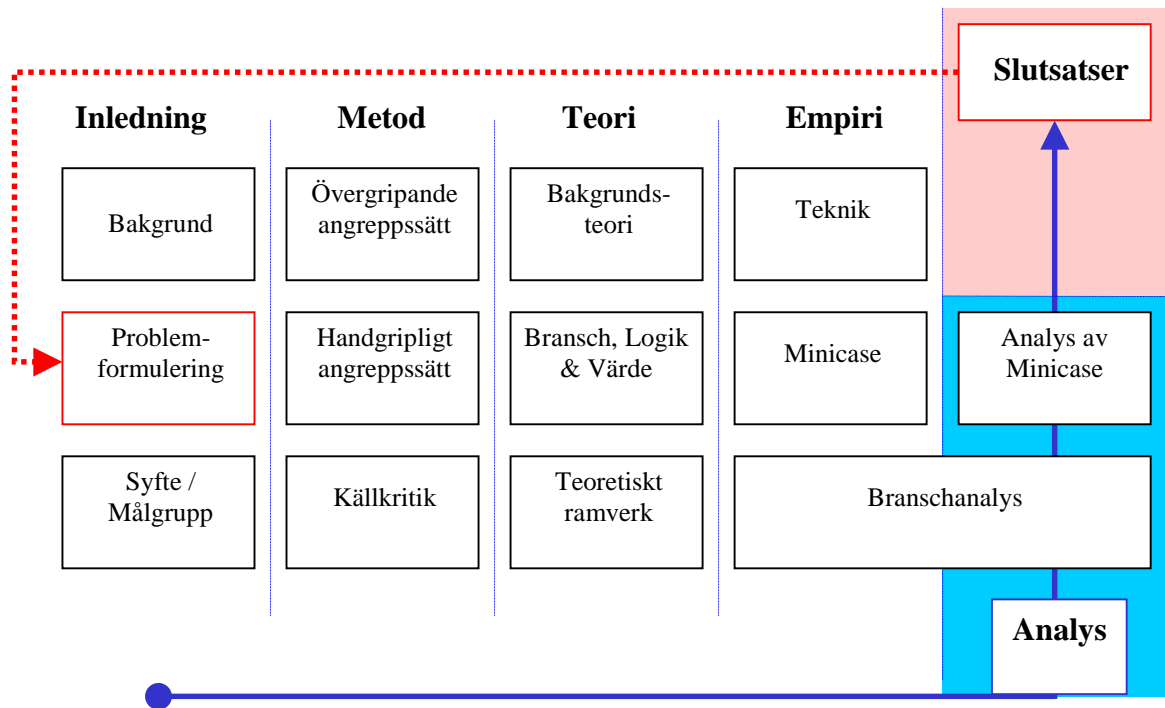 Slutsatser
Inledning
Metod
Teori
Empiri
Bakgrund
Övergripande
angreppssätt
Bakgrunds-
teori
Teknik
Problem-
formulering
Handgripligt
angreppssätt
Bransch, Logik
& Värde
Minicase
Analys av
Minicase
Syfte /
Målgrupp
Källkritik
Teoretiskt
ramverk
Branschanalys
Analys